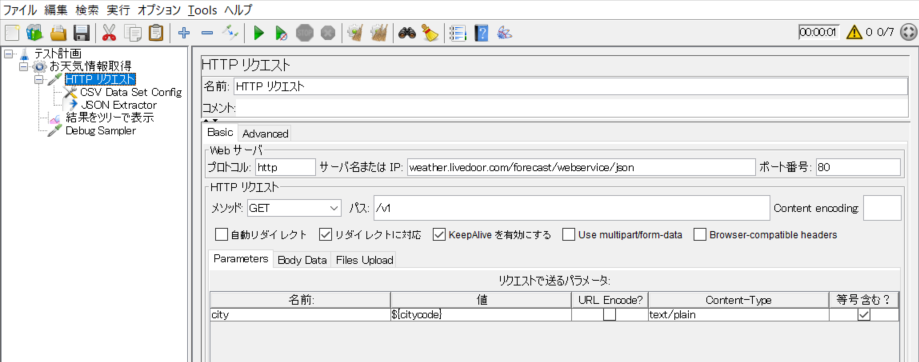 ファイル 編集 検索 実行 オプション Tools ヘルプ
00:00:01 0 0/7
テスト計画
お天気情報取得
HTTP リクエスト
CSV Data Set Config
JSON Extractor
結果をツリーで表示
Debug Sampler
HTTP リクエスト
名前: HTTP リクエスト
コメント:
Basic Advanced
Web サーバ
プロトコル: http サーバ名または IP: weather.livedoor.com/forecast/webservice/json ポート番号: 80
HTTP リクエスト
メソッド: GET パス: /v1 Content encoding:
自動リダイレクト リダイレクトに対応 KeepAlive を有効にする Use multipart/form-data Browser-compatible headers
Parameters Body Data Files Upload
リクエストで送るパラメータ:
名前: 値 URL Encode? Content-Type 等号含む?
city ${citycode} text/plain